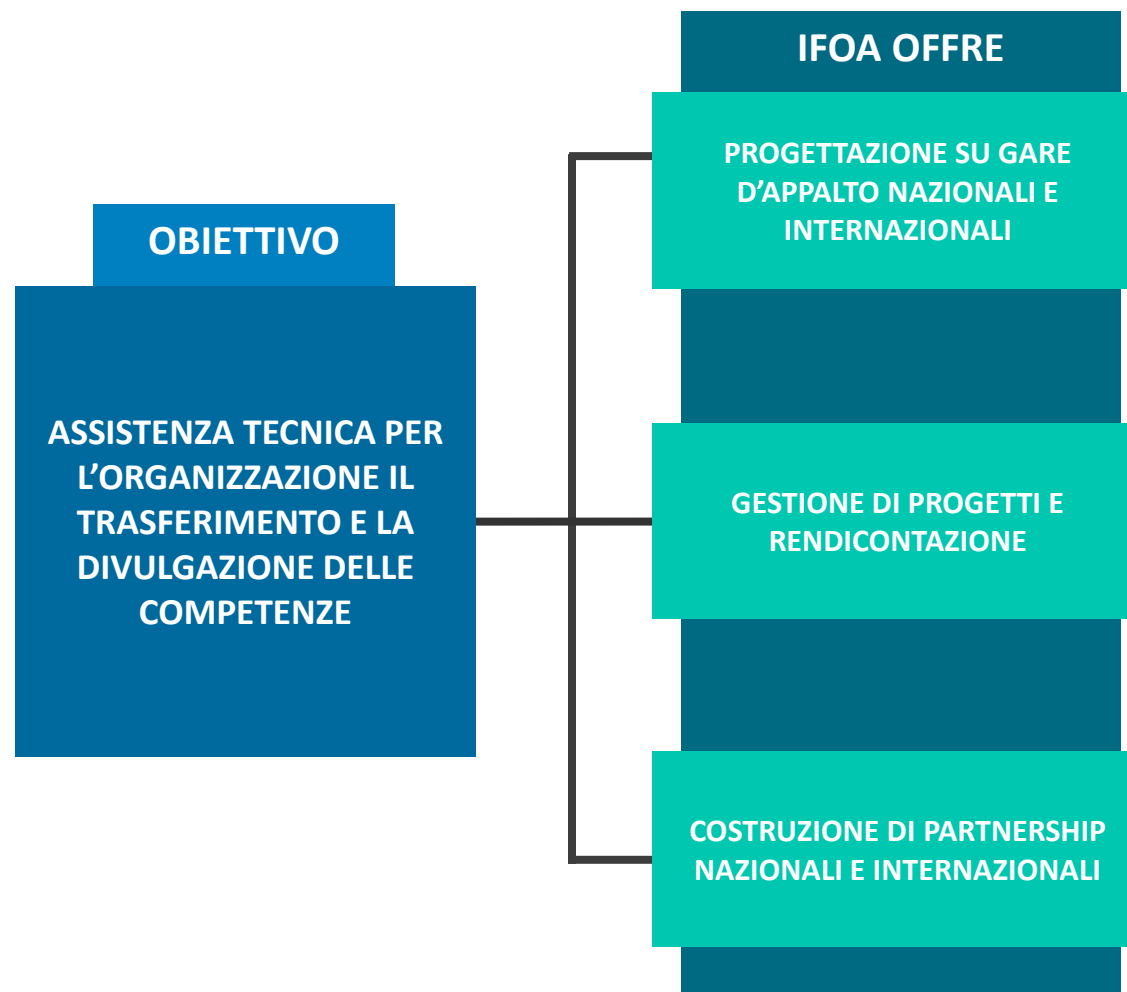 OBIETTIVO
ASSISTENZA TECNICA PER
L’ORGANIZZAZIONE IL
TRASFERIMENTO E LA
DIVULGAZIONE DELLE
COMPETENZE
IFOA OFFRE
PROGETTAZIONE SU GARE
D’APPALTO NAZIONALI E
INTERNAZIONALI
GESTIONE DI PROGETTI E
RENDICONTAZIONE
COSTRUZIONE DI PARTNERSHIP
NAZIONALI E INTERNAZIONALI